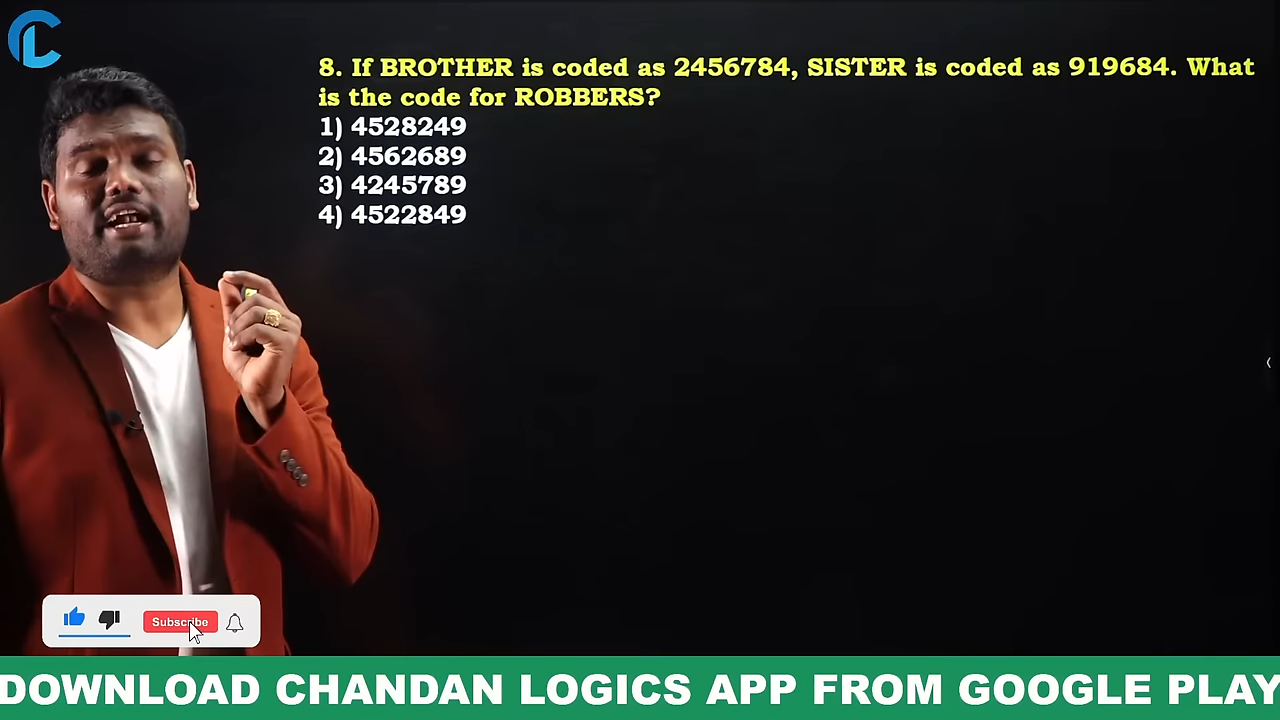 8. If BROTHER is coded as 2456784, SISTER is coded as 919684. What
is the code for ROBBERS?
1) 4528249
2) 4562689
3) 4245789
4) 4522849
Subscribe
DOWNLOAD CHANDAN LOGICS APP FROM GOOGLE PLAY